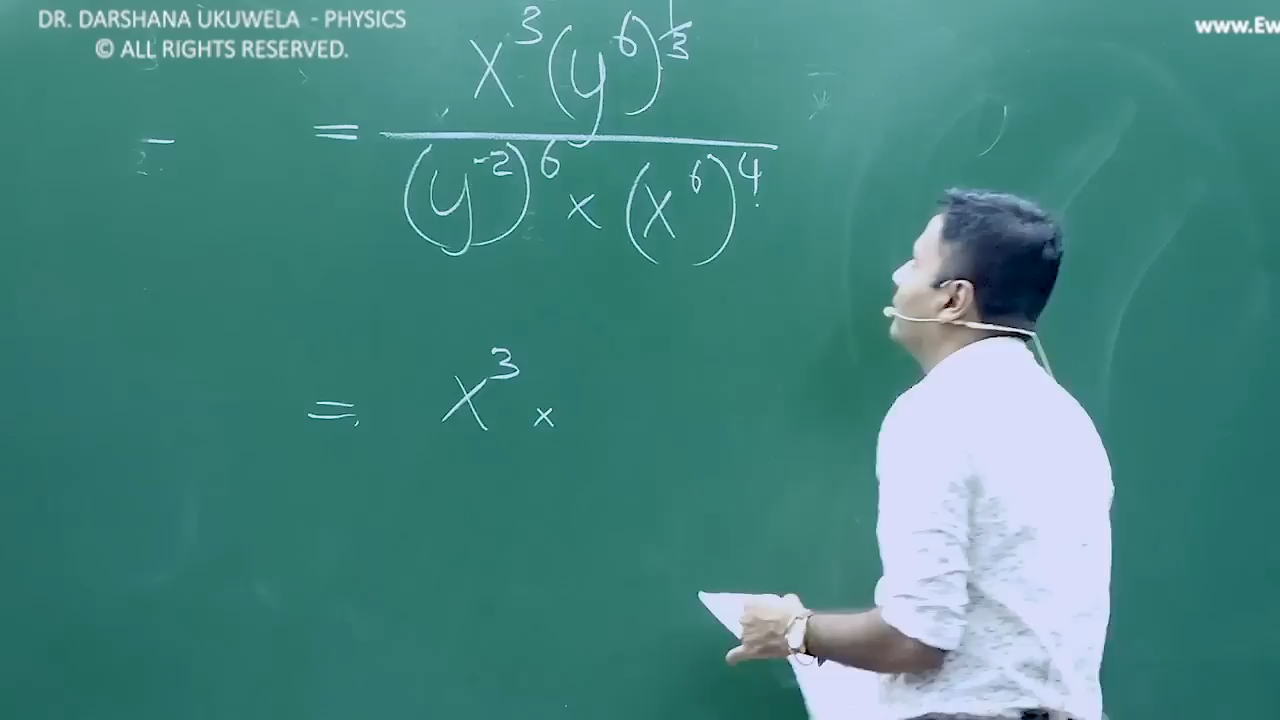 DR. DARSHANA UKUWELA - PHYSICS
© ALL RIGHTS RESERVED.
www.Ew
= x³(y⁶)^(1/3)
(y⁻²)⁶ × (x⁶)⁴
= x³ ×